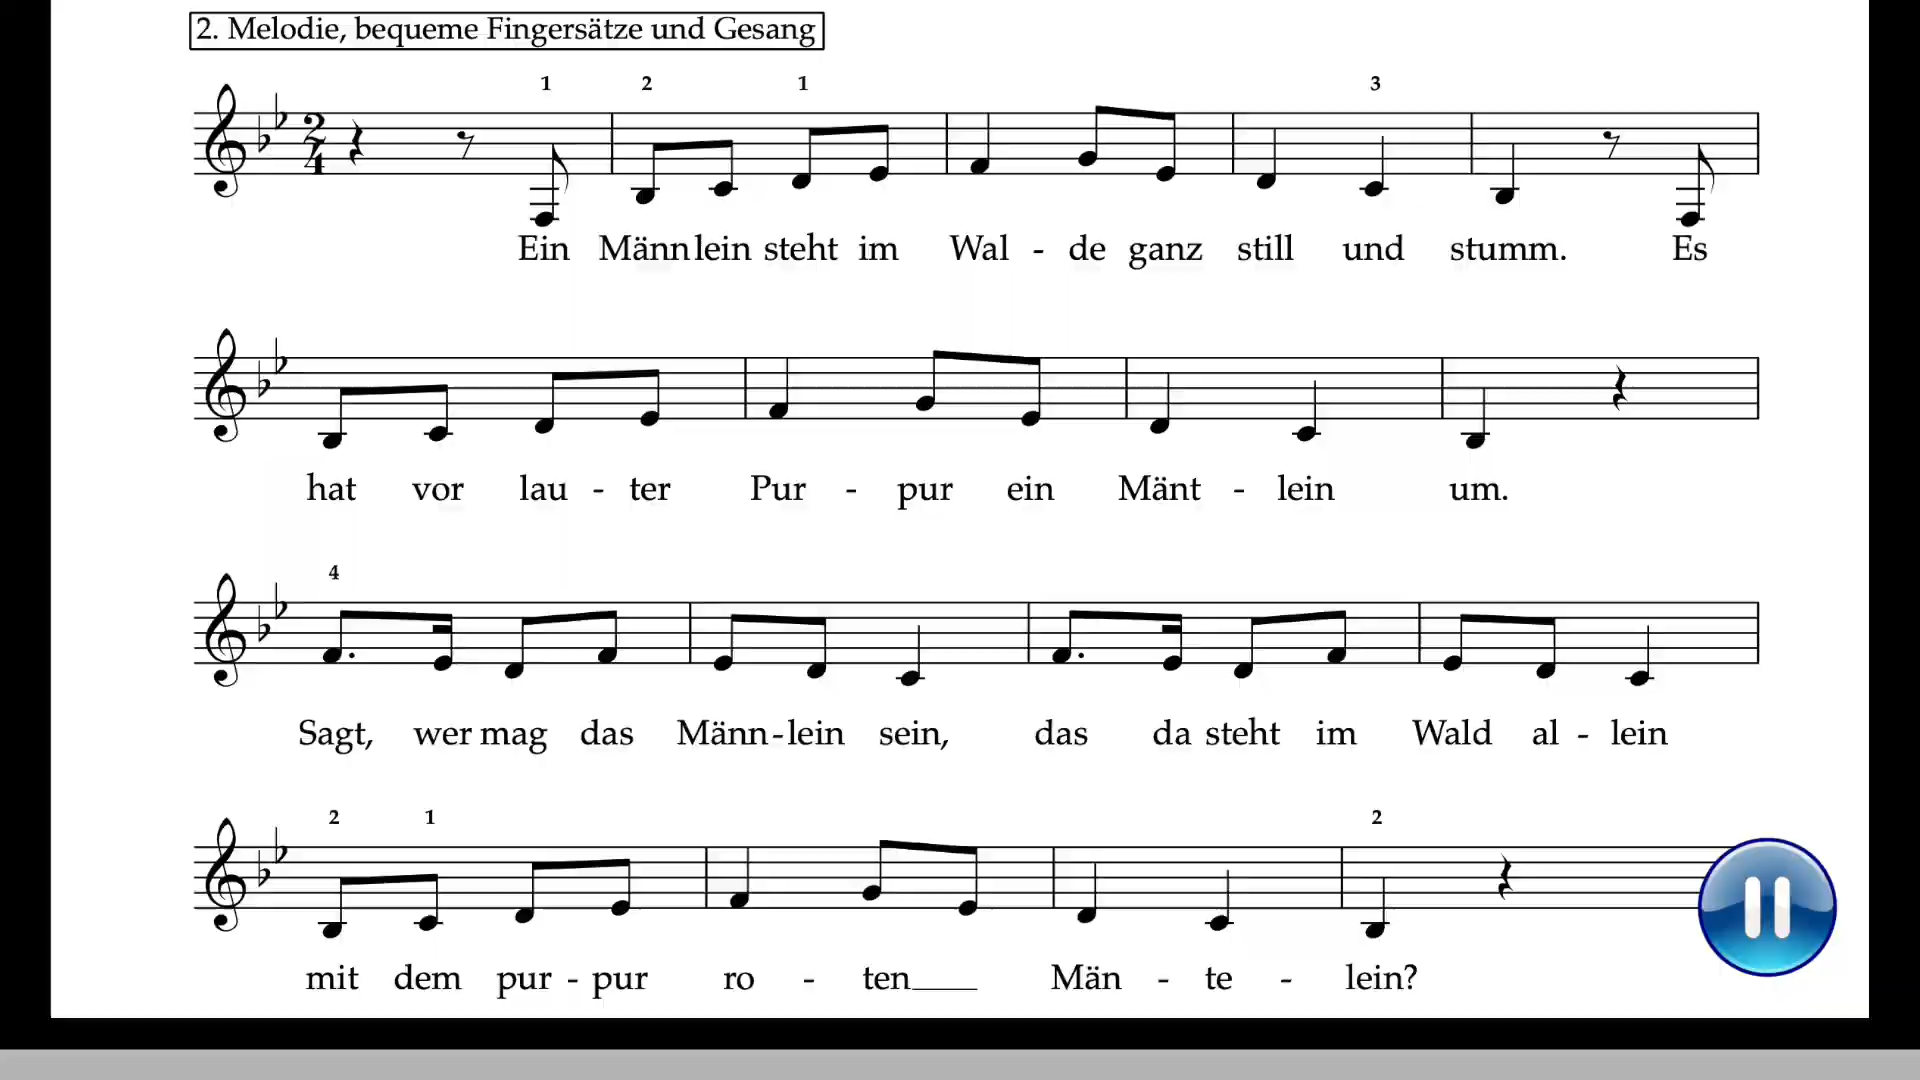 2. Melodie, bequeme Fingersätze und Gesang
1 2 1 3
2
4
Ein Männlein steht im Wal - de ganz still und stumm. Es
hat vor lau - ter Pur - pur ein Mänt - lein um.
4
Sagt, wer mag das Männ - lein sein, das da steht im Wald al - lein
2 1 2
mit dem pur - pur ro - ten___ Män - te - lein?